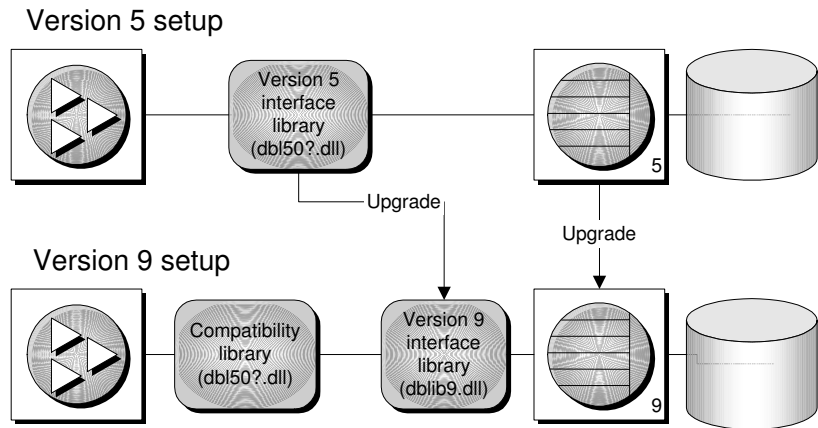 Version 5 setup
Version 5
interface
library
(dbl50?.dll)
5
Upgrade
Upgrade
Version 9 setup
Compatibility
library
(dbl50?.dll)
Version 9
interface
library
(dblib9.dll)
9